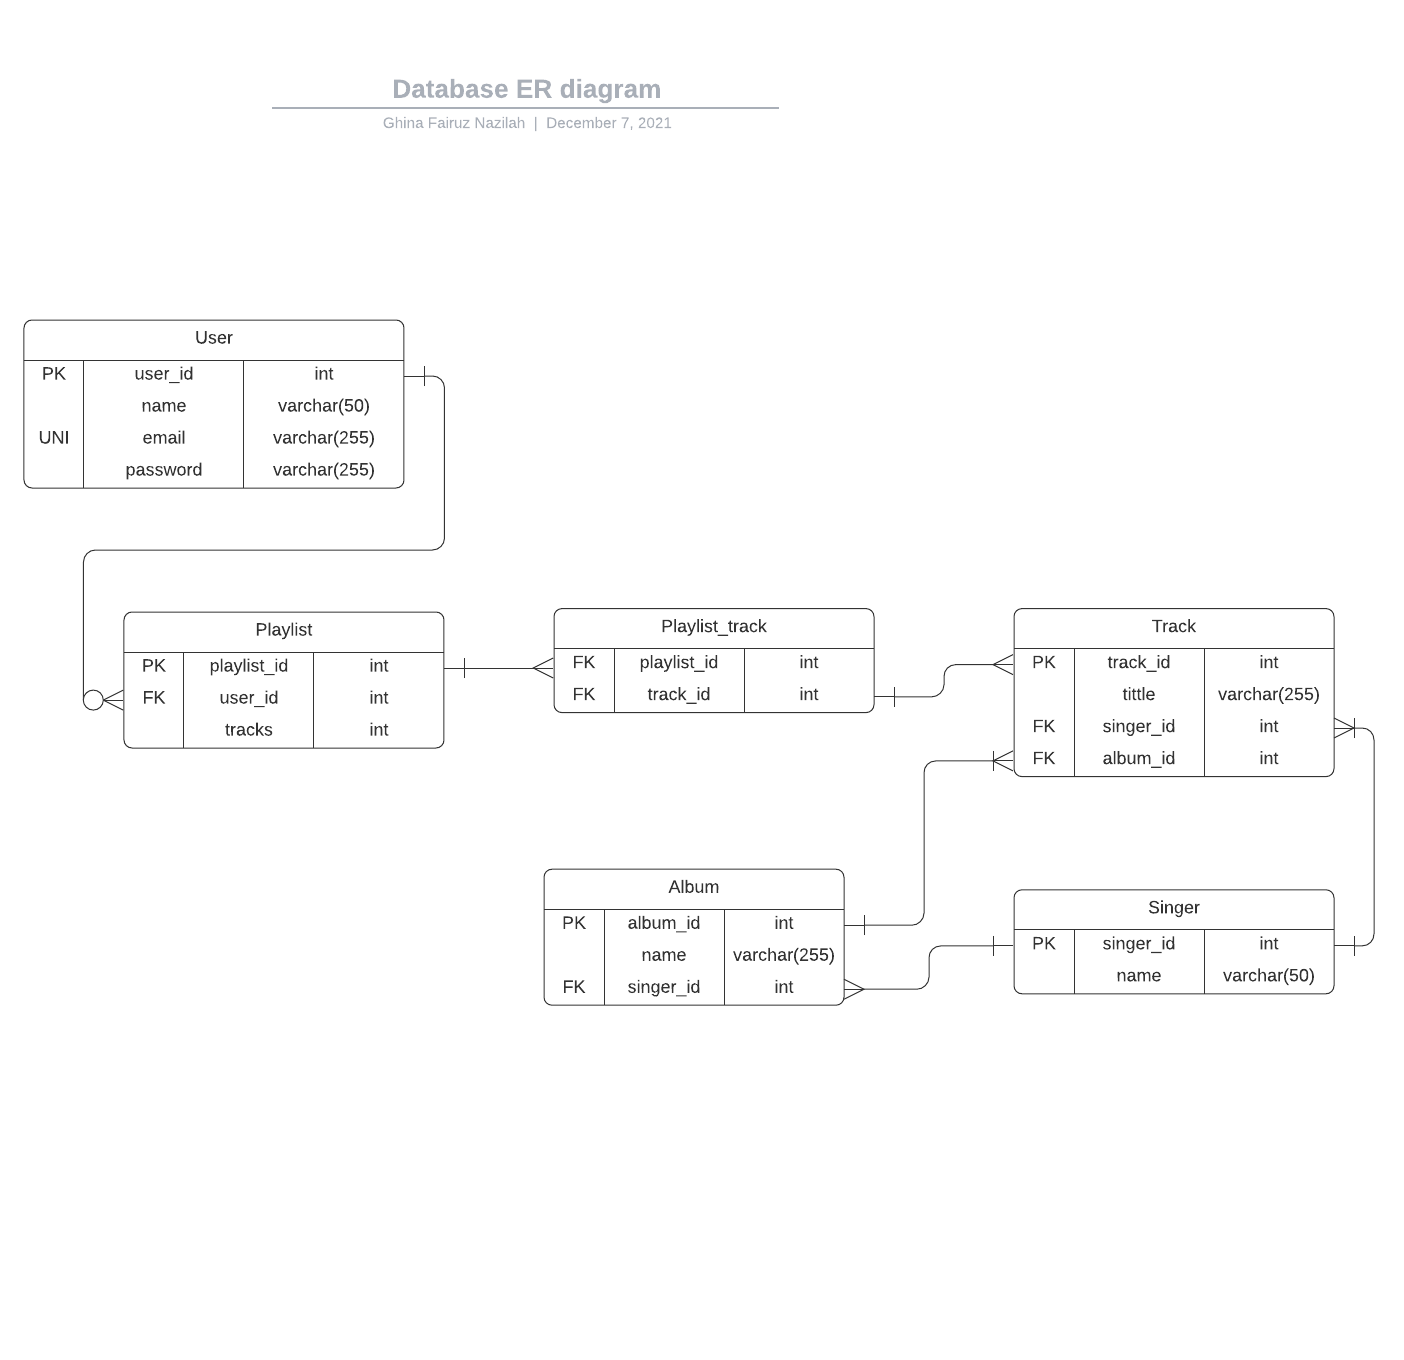 Database ER diagram
Ghina Fairuz Nazilah | December 7, 2021
User
PK user_id int
name varchar(50)
UNI email varchar(255)
password varchar(255)
Playlist
PK playlist_id int
FK user_id int
tracks int
Playlist_track
FK playlist_id int
FK track_id int
Track
PK track_id int
tittle varchar(255)
FK singer_id int
FK album_id int
Album
PK album_id int
name varchar(255)
FK singer_id int
Singer
PK singer_id int
name varchar(50)